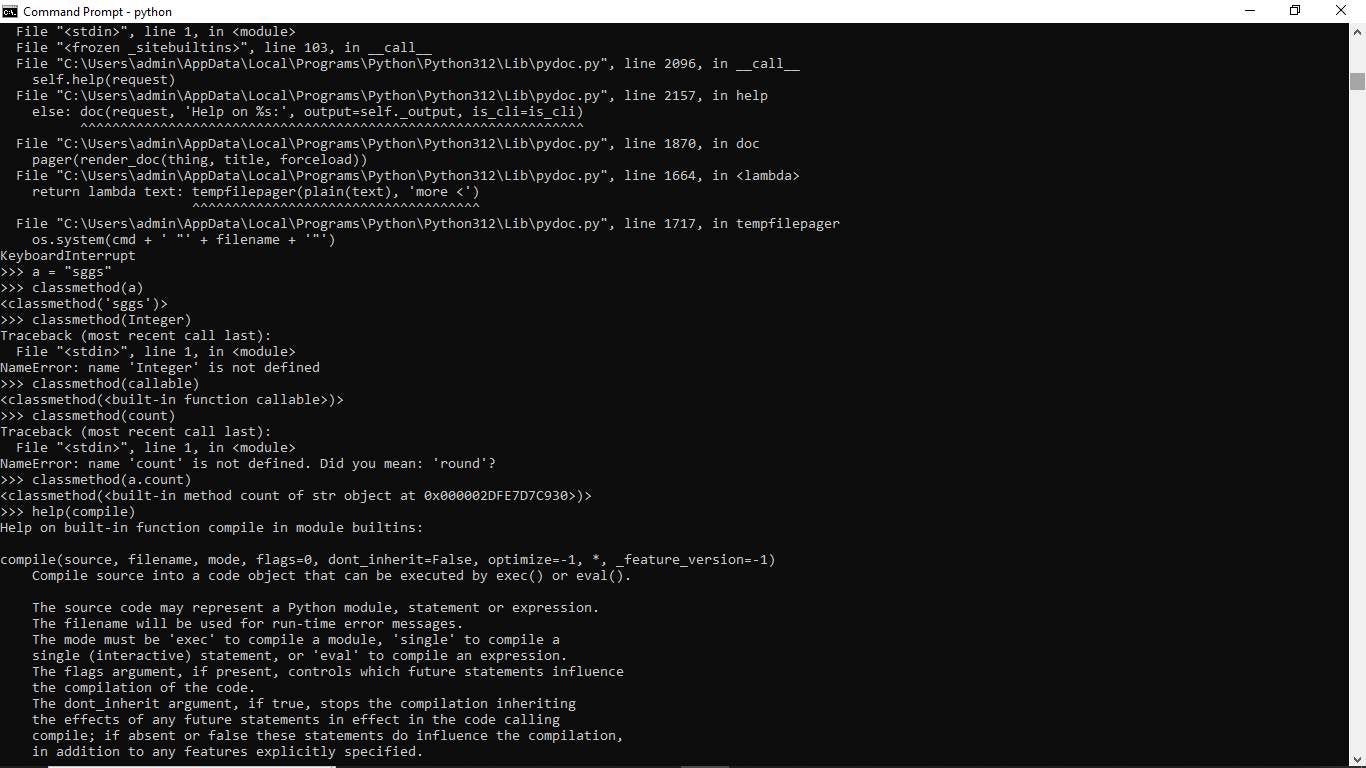 Command Prompt - python
  File "<stdin>", line 1, in <module>
  File "<frozen _sitebuiltins>", line 103, in __call__
  File "C:\Users\admin\AppData\Local\Programs\Python\Python312\Lib\pydoc.py", line 2096, in __call__
    self.help(request)
  File "C:\Users\admin\AppData\Local\Programs\Python\Python312\Lib\pydoc.py", line 2157, in help
    else: doc(request, 'Help on %s:', output=self._output, is_cli=is_cli)
          ^^^^^^^^^^^^^^^^^^^^^^^^^^^^^^^^^^^^^^^^^^^^^^^^^^^^^^^^^^^^^^^
  File "C:\Users\admin\AppData\Local\Programs\Python\Python312\Lib\pydoc.py", line 1870, in doc
    pager(render_doc(thing, title, forceload))
  File "C:\Users\admin\AppData\Local\Programs\Python\Python312\Lib\pydoc.py", line 1664, in <lambda>
    return lambda text: tempfilepager(plain(text), 'more <')
                        ^^^^^^^^^^^^^^^^^^^^^^^^^^^^^^^^^^^^
  File "C:\Users\admin\AppData\Local\Programs\Python\Python312\Lib\pydoc.py", line 1717, in tempfilepager
    os.system(cmd + ' "' + filename + '"')
KeyboardInterrupt
>>> a = "sggs"
>>> classmethod(a)
<classmethod('sggs')>
>>> classmethod(Integer)
Traceback (most recent call last):
  File "<stdin>", line 1, in <module>
NameError: name 'Integer' is not defined
>>> classmethod(callable)
<classmethod(<built-in function callable>)>
>>> classmethod(count)
Traceback (most recent call last):
  File "<stdin>", line 1, in <module>
NameError: name 'count' is not defined. Did you mean: 'round'?
>>> classmethod(a.count)
<classmethod(<built-in method count of str object at 0x000002DFE7D7C930>)>
>>> help(compile)
Help on built-in function compile in module builtins:

compile(source, filename, mode, flags=0, dont_inherit=False, optimize=-1, *, _feature_version=-1)
    Compile source into a code object that can be executed by exec() or eval().

    The source code may represent a Python module, statement or expression.
    The filename will be used for run-time error messages.
    The mode must be 'exec' to compile a module, 'single' to compile a
    single (interactive) statement, or 'eval' to compile an expression.
    The flags argument, if present, controls which future statements influence
    the compilation of the code.
    The dont_inherit argument, if true, stops the compilation inheriting
    the effects of any future statements in effect in the code calling
    compile; if absent or false these statements do influence the compilation,
    in addition to any features explicitly specified.